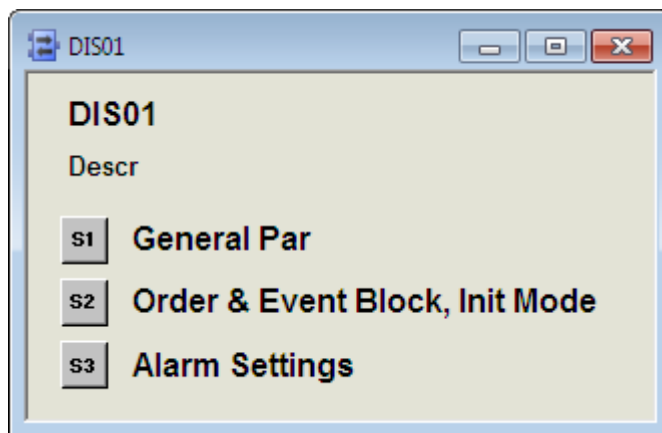 DIS01
DIS01
Descr
S1 General Par
S2 Order & Event Block, Init Mode
S3 Alarm Settings